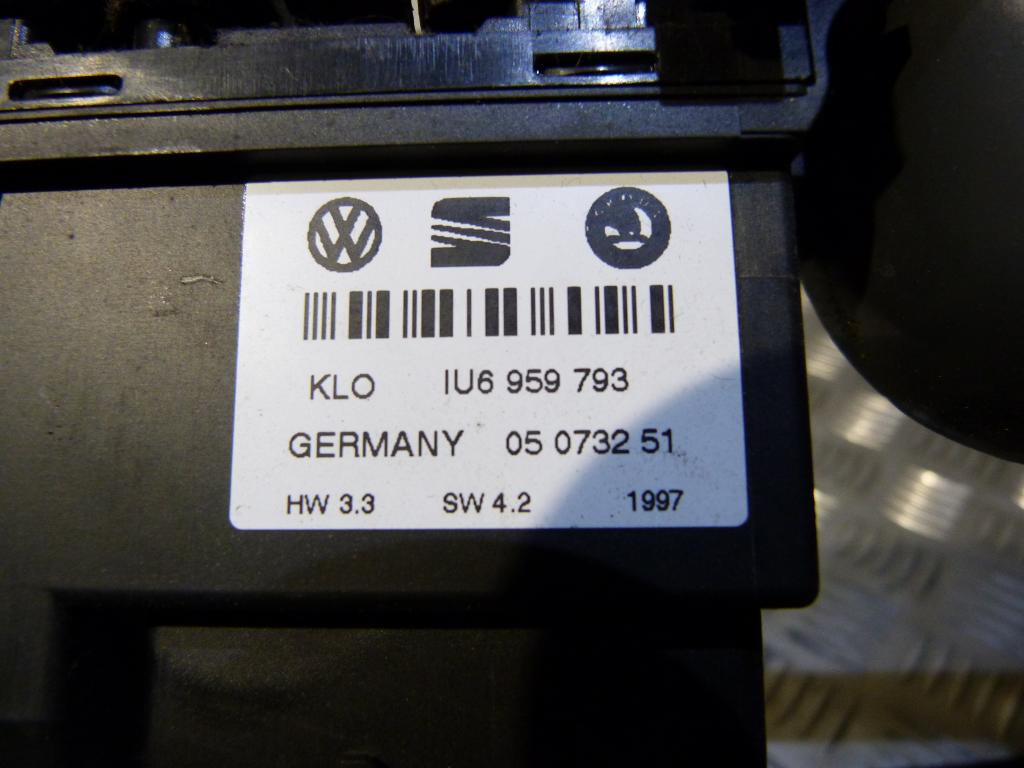 KLO IU6 959 793
GERMANY 05 0732 51
HW 3.3 SW 4.2 1997